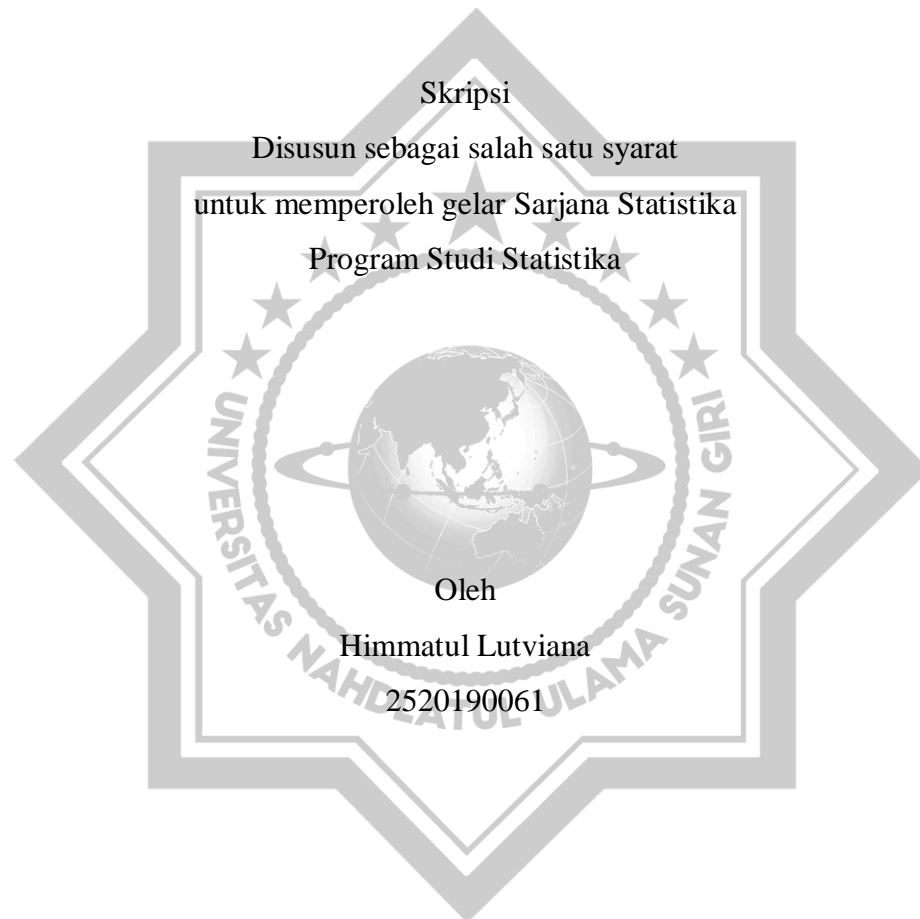 Skripsi
Disusun sebagai salah satu syarat
untuk memperoleh gelar Sarjana Statistika
Program Studi Statistika
Oleh
Himmatul Lutviana
2520190061
UNIVERSITAS NAHDLATUL ULAMA SUNAN GIRI